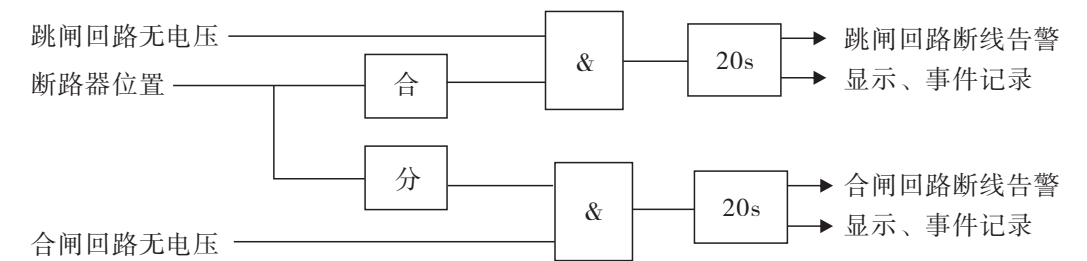 跳闸回路无电压
断路器位置
合
&
20s
跳闸回路断线告警
显示、事件记录
分
&
20s
合闸回路断线告警
显示、事件记录
合闸回路无电压